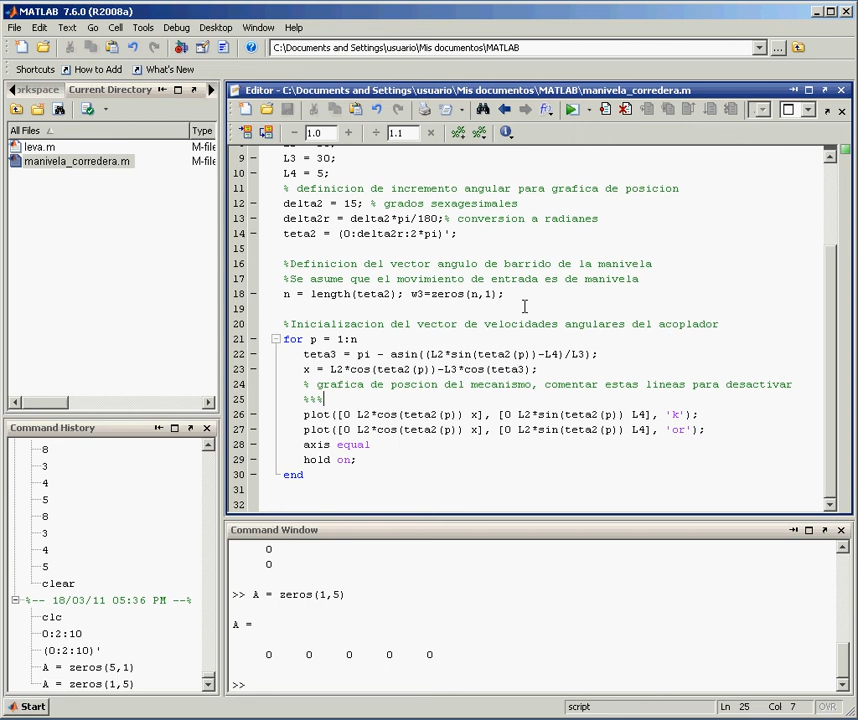 MATLAB 7.6.0 (R2008a)
File Edit Text Go Cell Tools Debug Desktop Window Help
C:\Documents and Settings\usuario\Mis documentos\MATLAB
Shortcuts How to Add What's New
orkspace Current Directory
All Files Type
leva.m M-file
manivela_corredera.m M-file
Command History
8
3
4
5
8
3
4
5
clear
%-- 18/03/11 05:36 PM --%
clc
0:2:10
(0:2:10)'
A = zeros(5,1)
A = zeros(1,5)
Editor - C:\Documents and Settings\usuario\Mis documentos\MATLAB\manivela_corredera.m
1.0 1.1
9 L3 = 30;
10 L4 = 5;
11 % definicion de incremento angular para grafica de posicion
12 delta2 = 15; % grados sexagesimales
13 delta2r = delta2*pi/180;% conversion a radianes
14 teta2 = (0:delta2r:2*pi)';
15
16 %Definicion del vector angulo de barrido de la manivela
17 %Se asume que el movimiento de entrada es de manivela
18 n = length(teta2); w3=zeros(n,1);
19
20 %Inicializacion del vector de velocidades angulares del acoplador
21 for p = 1:n
22 teta3 = pi - asin((L2*sin(teta2(p))-L4)/L3);
23 x = L2*cos(teta2(p))-L3*cos(teta3);
24 % grafica de poscion del mecanismo, comentar estas lineas para desactivar
25 %%%
26 plot([0 L2*cos(teta2(p)) x], [0 L2*sin(teta2(p)) L4], 'k');
27 plot([0 L2*cos(teta2(p)) x], [0 L2*sin(teta2(p)) L4], 'or');
28 axis equal
29 hold on;
30 end
31
32
Command Window
0
0
>> A = zeros(1,5)
A =
0 0 0 0 0
>>
Start script Ln 25 Col 7 OVR